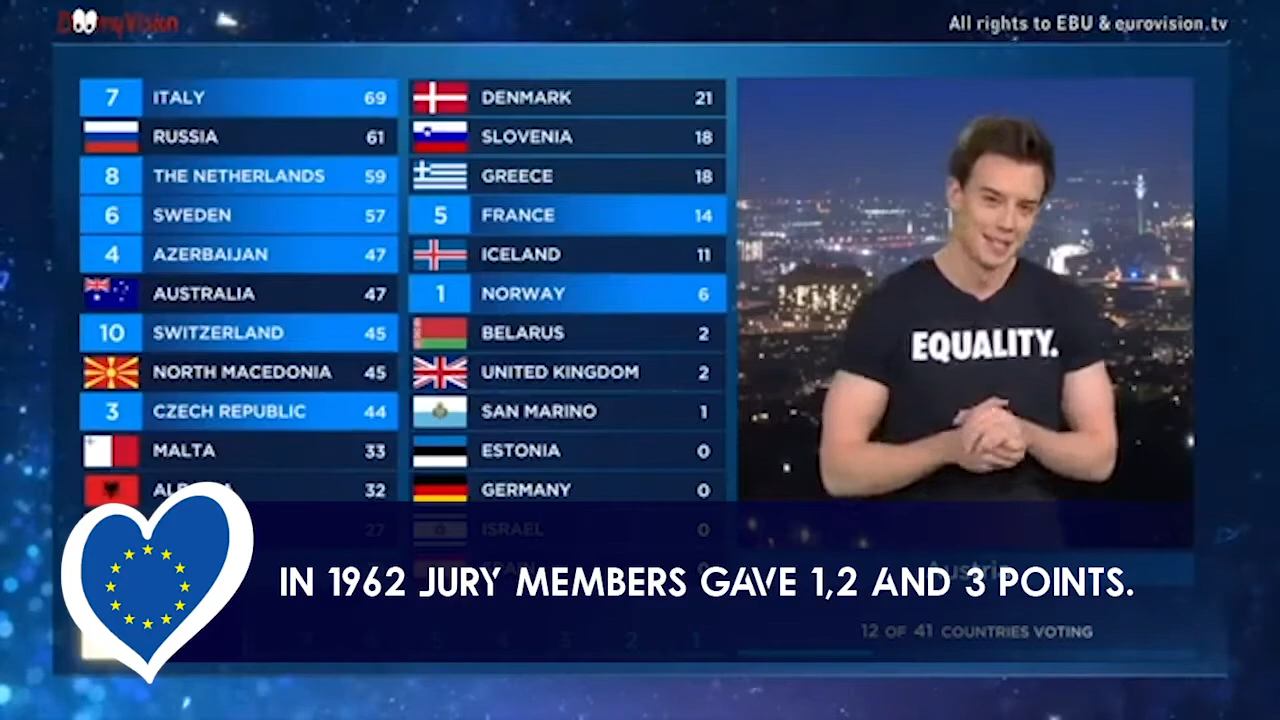 DoomyVision
All rights to EBU & eurovision.tv
7 ITALY 69
RUSSIA 61
8 THE NETHERLANDS 59
6 SWEDEN 57
4 AZERBAIJAN 47
AUSTRALIA 47
10 SWITZERLAND 45
NORTH MACEDONIA 45
3 CZECH REPUBLIC 44
MALTA 33
32
27
DENMARK 21
SLOVENIA 18
GREECE 18
5 FRANCE 14
ICELAND 11
1 NORWAY 6
BELARUS 2
UNITED KINGDOM 2
SAN MARINO 1
ESTONIA 0
GERMANY 0
ISRAEL 0
EQUALITY.
IN 1962 JURY MEMBERS GAVE 1,2 AND 3 POINTS.
12 OF 41 COUNTRIES VOTING